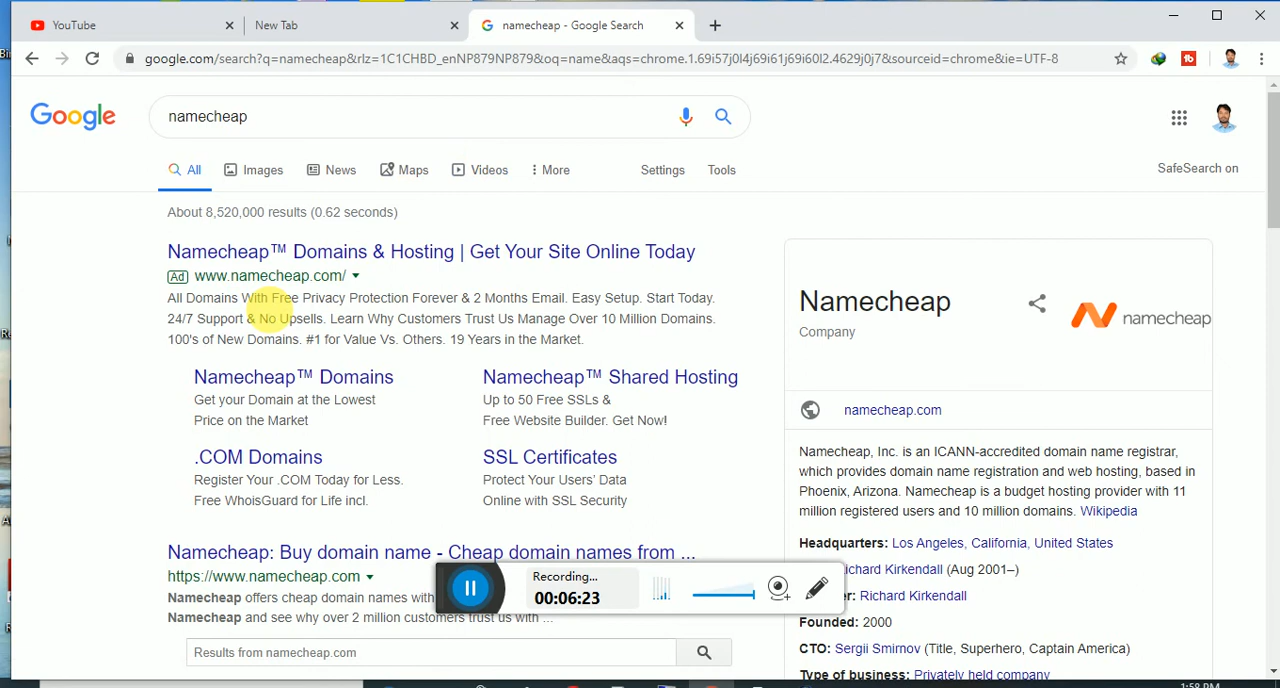 YouTube
New Tab
namecheap - Google Search
google.com/search?q=namecheap&rlz=1C1CHBD_enNP879NP879&oq=name&aqs=chrome.1.69i57j0l4j69i61j69i60l2.4629j0j7&sourceid=chrome&ie=UTF-8
Google
namecheap
All Images News Maps Videos More Settings Tools
SafeSearch on
About 8,520,000 results (0.62 seconds)
Namecheap™ Domains & Hosting | Get Your Site Online Today
Ad www.namecheap.com/
All Domains With Free Privacy Protection Forever & 2 Months Email. Easy Setup. Start Today.
24/7 Support & No Upsells. Learn Why Customers Trust Us Manage Over 10 Million Domains.
100's of New Domains. #1 for Value Vs. Others. 19 Years in the Market.
Namecheap™ Domains
Get your Domain at the Lowest
Price on the Market
Namecheap™ Shared Hosting
Up to 50 Free SSLs &
Free Website Builder. Get Now!
.COM Domains
Register Your .COM Today for Less.
Free WhoisGuard for Life incl.
SSL Certificates
Protect Your Users' Data
Online with SSL Security
Namecheap: Buy domain name - Cheap domain names from ...
https://www.namecheap.com
Namecheap offers cheap domain names with
Namecheap and see why over 2 million customers trust us with ...
Results from namecheap.com
Recording...
00:06:23
Namecheap
Company
namecheap
namecheap.com
Namecheap, Inc. is an ICANN-accredited domain name registrar,
which provides domain name registration and web hosting, based in
Phoenix, Arizona. Namecheap is a budget hosting provider with 11
million registered users and 10 million domains. Wikipedia
Headquarters: Los Angeles, California, United States
Richard Kirkendall (Aug 2001–)
Richard Kirkendall
Founded: 2000
CTO: Sergii Smirnov (Title, Superhero, Captain America)
Type of business: Privately held company
1:58 PM